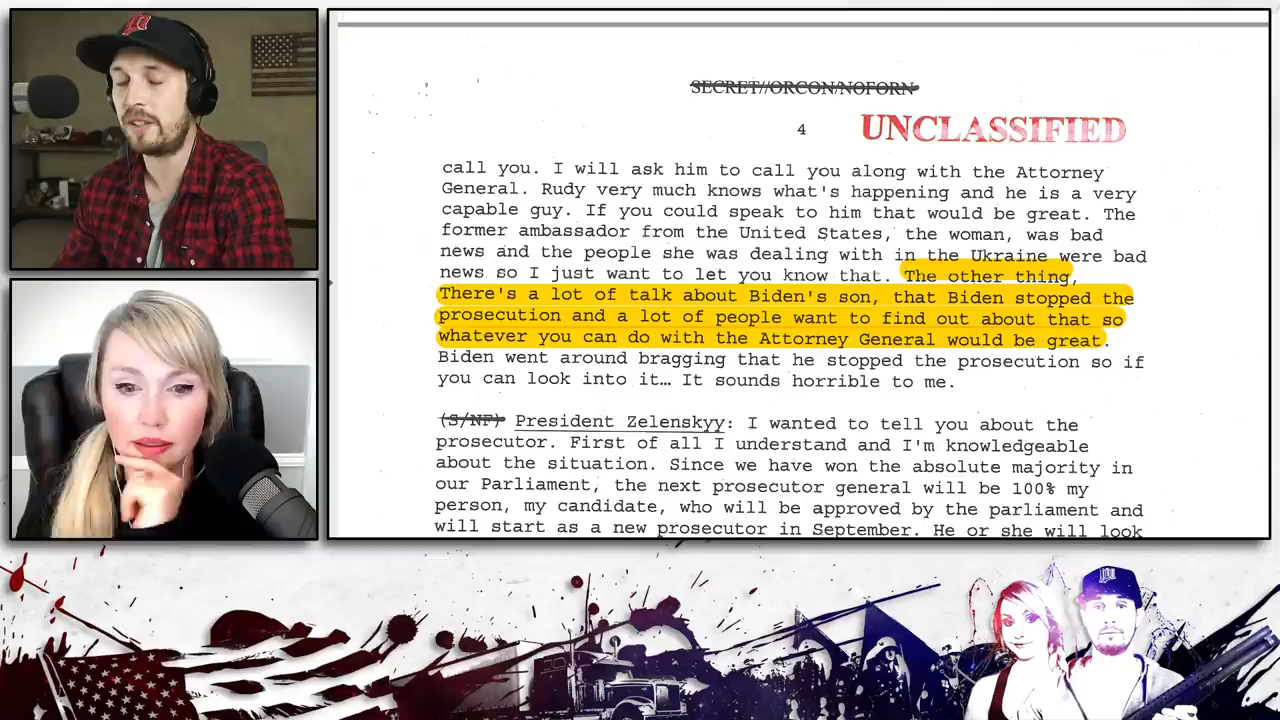 SECRET//ORCON/NOFORN
4
UNCLASSIFIED
call you. I will ask him to call you along with the Attorney
General. Rudy very much knows what's happening and he is a very
capable guy. If you could speak to him that would be great. The
former ambassador from the United States, the woman, was bad
news and the people she was dealing with in the Ukraine were bad
news so I just want to let you know that. The other thing,
There's a lot of talk about Biden's son, that Biden stopped the
prosecution and a lot of people want to find out about that so
whatever you can do with the Attorney General would be great.
Biden went around bragging that he stopped the prosecution so if
you can look into it… It sounds horrible to me.
(S/NF) President Zelenskyy: I wanted to tell you about the
prosecutor. First of all I understand and I'm knowledgeable
about the situation. Since we have won the absolute majority in
our Parliament, the next prosecutor general will be 100% my
person, my candidate, who will be approved by the parliament and
will start as a new prosecutor in September. He or she will look